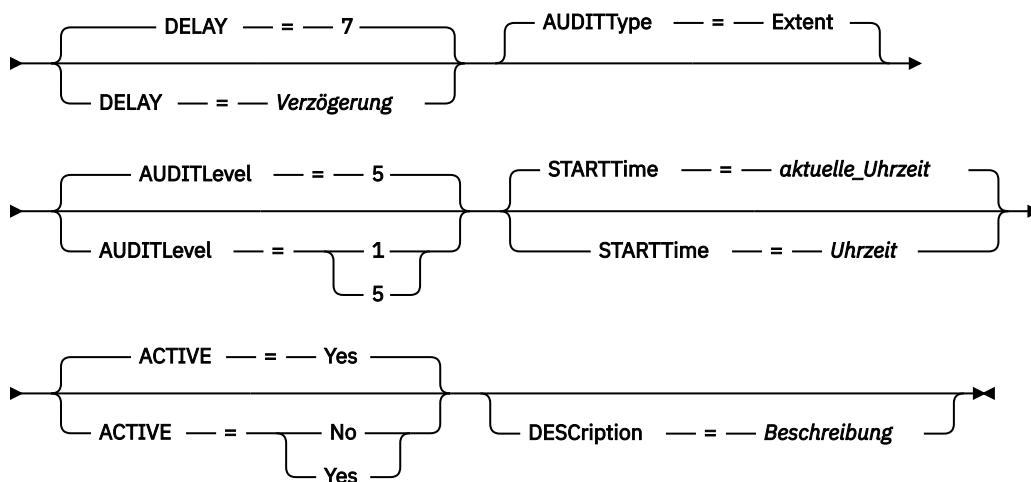 DELAY = 7
AUDITType = Extent
DELAY = Verzögerung
AUDITLevel = 5
STARTTime = aktuelle_Uhrzeit
AUDITLevel = 1
5
STARTTime = Uhrzeit
ACTIVE = Yes
ACTIVE = No
Yes
DESCription = Beschreibung